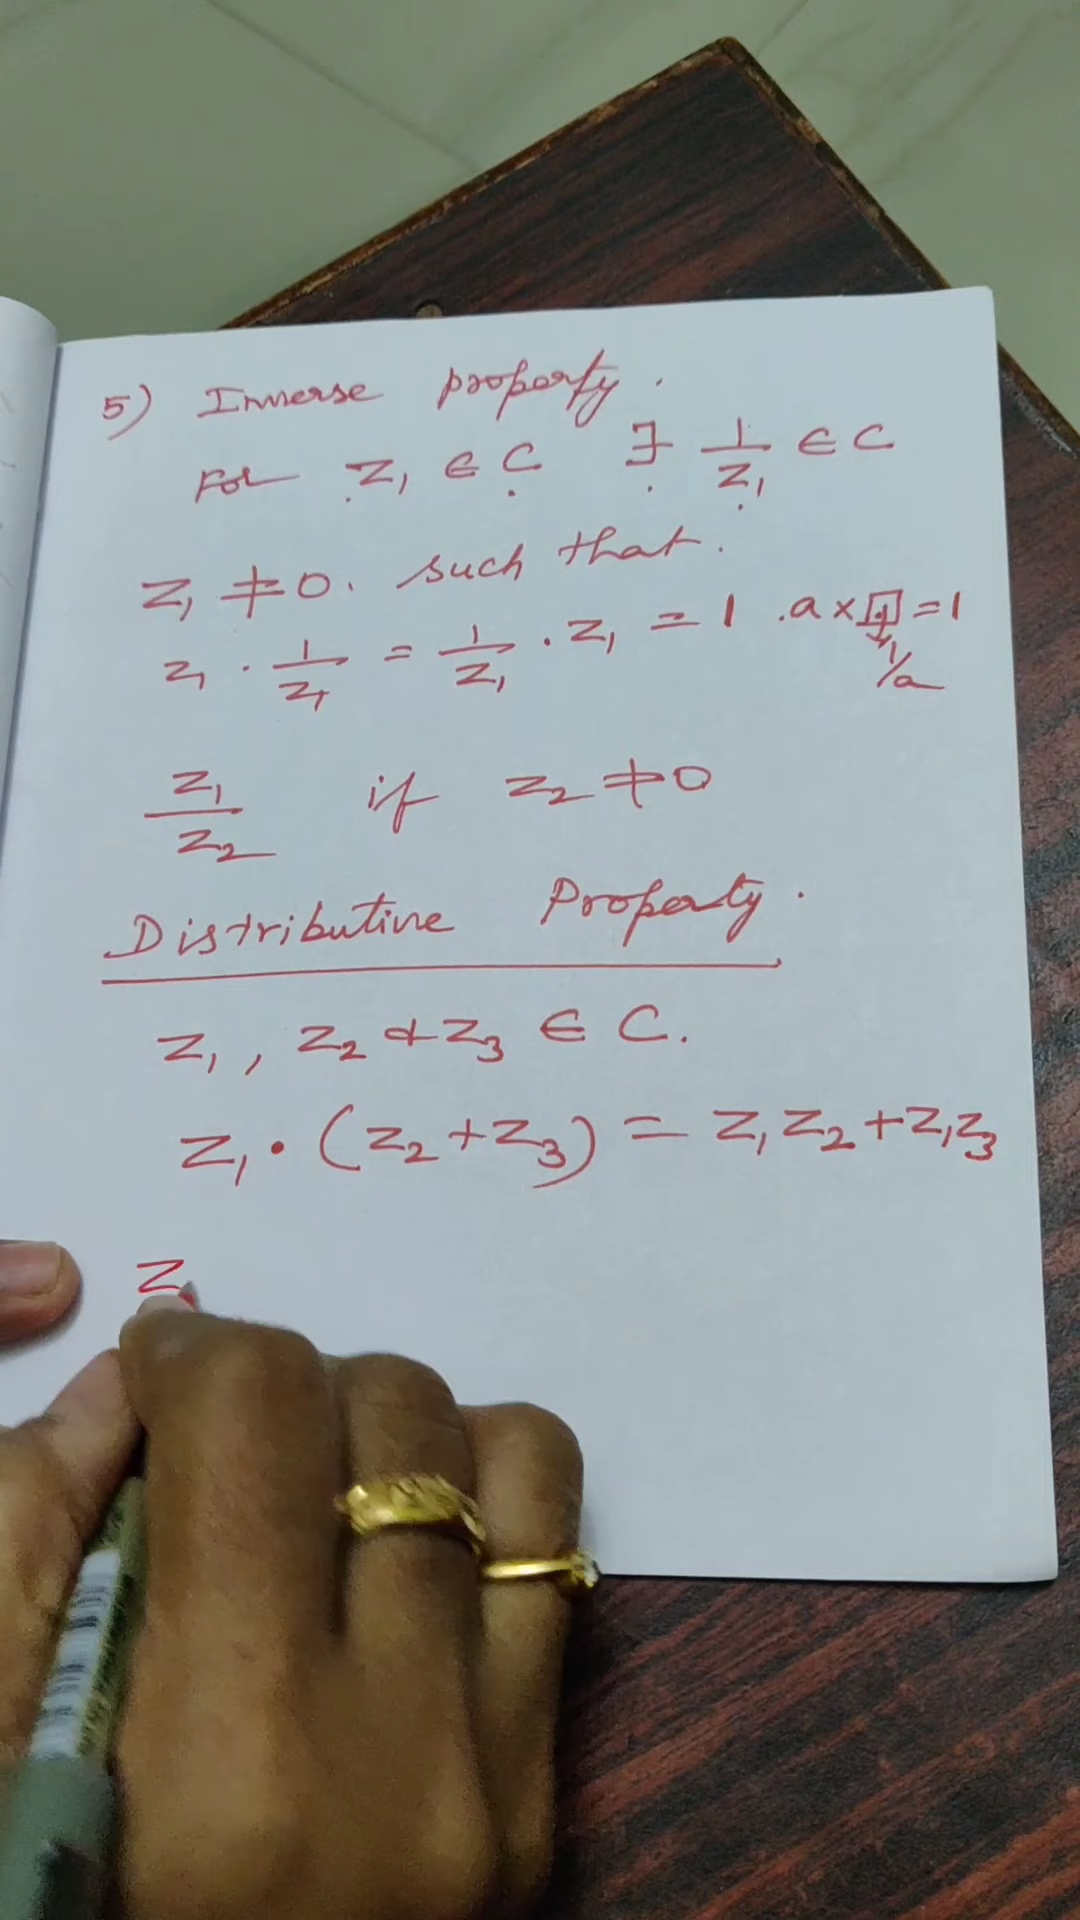 5) Inverse property.
For Z₁ ∈ C ∃ 1/Z₁ ∈ C
Z₁ ≠ 0. such that.
Z₁ · 1/Z₁ = 1/Z₁ · Z₁ = 1 . a × □ = 1
1/a
Z₁/Z₂ if Z₂ ≠ 0
Distributive Property.
Z₁, Z₂ & Z₃ ∈ C.
Z₁ · (Z₂ + Z₃) = Z₁Z₂ + Z₁Z₃
Z